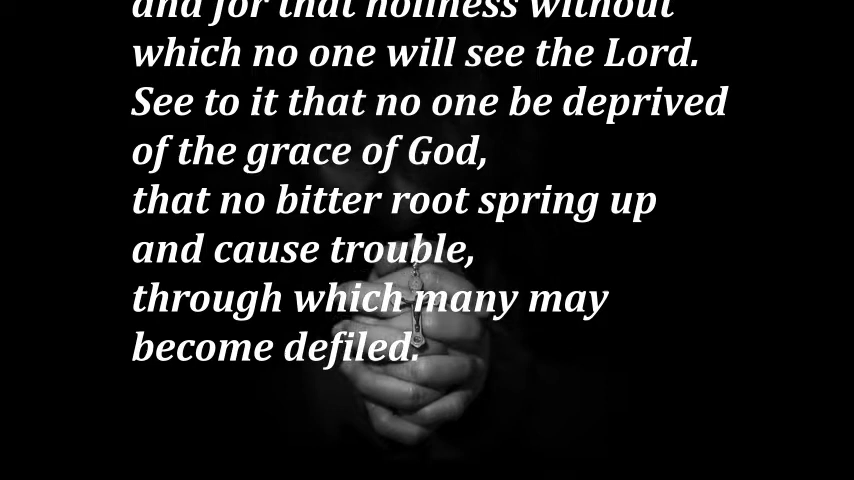 and for that holiness without
which no one will see the Lord.
See to it that no one be deprived
of the grace of God,
that no bitter root spring up
and cause trouble,
through which many may
become defiled.